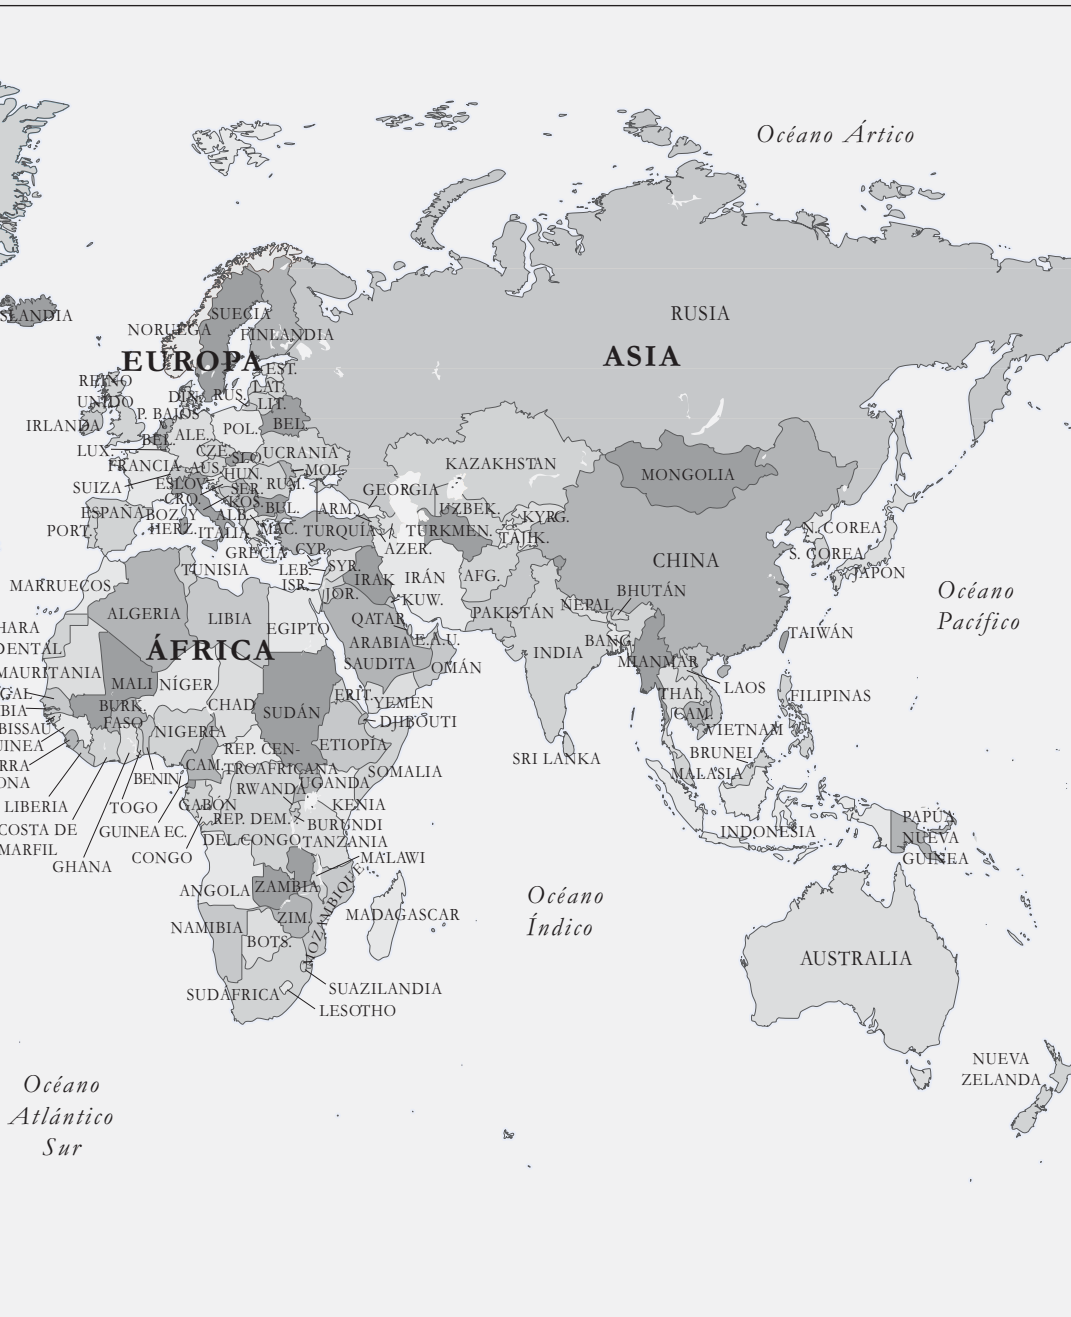 Océano Ártico
SLANDIA
SUECIA
NORUEGA
FINLANDIA
RUSIA
EUROPA
ASIA
EST.
REINO
UNIDO
LAT.
DIN.
RUS.
LIT.
P. BAJOS
IRLANDA
BEL.
POL.
ALE.
BEL.
LUX.
CZE.
SLO.
UCRANIA
FRANCIA
AUS.
HUN.
MOL.
KAZAKHSTAN
MONGOLIA
SUIZA
ESLOV.
SER.
RUM.
GEORGIA
CRO.
KOS.
BUL.
ARM.
UZBEK.
KYRG.
ESPAÑA
BOZ. Y
HERZ.
ALB.
PORT.
ITALIA
MAC.
TURQUÍA
TURKMEN.
TAJIK.
N. COREA
GRECIA
CYP.
AZER.
S. COREA
CHINA
JAPÓN
TUNISIA
LEB.
SYR.
ISR.
MARRUECOS
IRAK
IRÁN
AFG.
JOR.
KUW.
BHUTÁN
Océano
Pacífico
ALGERIA
LIBIA
EGIPTO
QATAR
PAKISTÁN
NEPAL
HARA
DENTAL
ARABIA
SAUDITA
E.A.U.
INDIA
BANG.
TAIWÁN
ÁFRICA
OMÁN
MIANMAR
MAURITANIA
MALI
NÍGER
LAOS
GAL
BIA
BURK.
FASO
CHAD
SUDÁN
ERIT.
YEMEN
THAI.
FILIPINAS
DJIBOUTI
CAM.
BISSAU
UINEA
NIGERIA
VIETNAM
ETIOPÍA
RRA
ONA
REP. CEN-
TROAFRICANA
SRI LANKA
BRUNEI
CAM.
BENIN
SOMALIA
MALASIA
UGANDA
RWANDA
LIBERIA
TOGO
GABÓN
KENIA
REP. DEM.
DEL CONGO
BURUNDI
PAPÚA
NUEVA
GUINEA
COSTA DE
MARFIL
GUINEA EC.
INDONESIA
TANZANIA
CONGO
MALAWI
GHANA
ANGOLA
ZAMBIA
Océano
Índico
MOZAMBIQUE
MADAGASCAR
ZIM.
NAMIBIA
BOTS.
AUSTRALIA
SUDÁFRICA
SUAZILANDIA
LESOTHO
NUEVA
ZELANDA
Océano
Atlántico
Sur